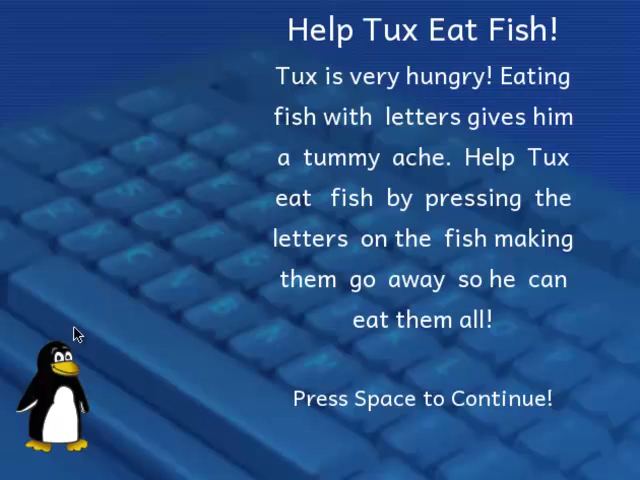 Help Tux Eat Fish!
Tux is very hungry! Eating
fish with letters gives him
a tummy ache. Help Tux
eat fish by pressing the
letters on the fish making
them go away so he can
eat them all!
Press Space to Continue!